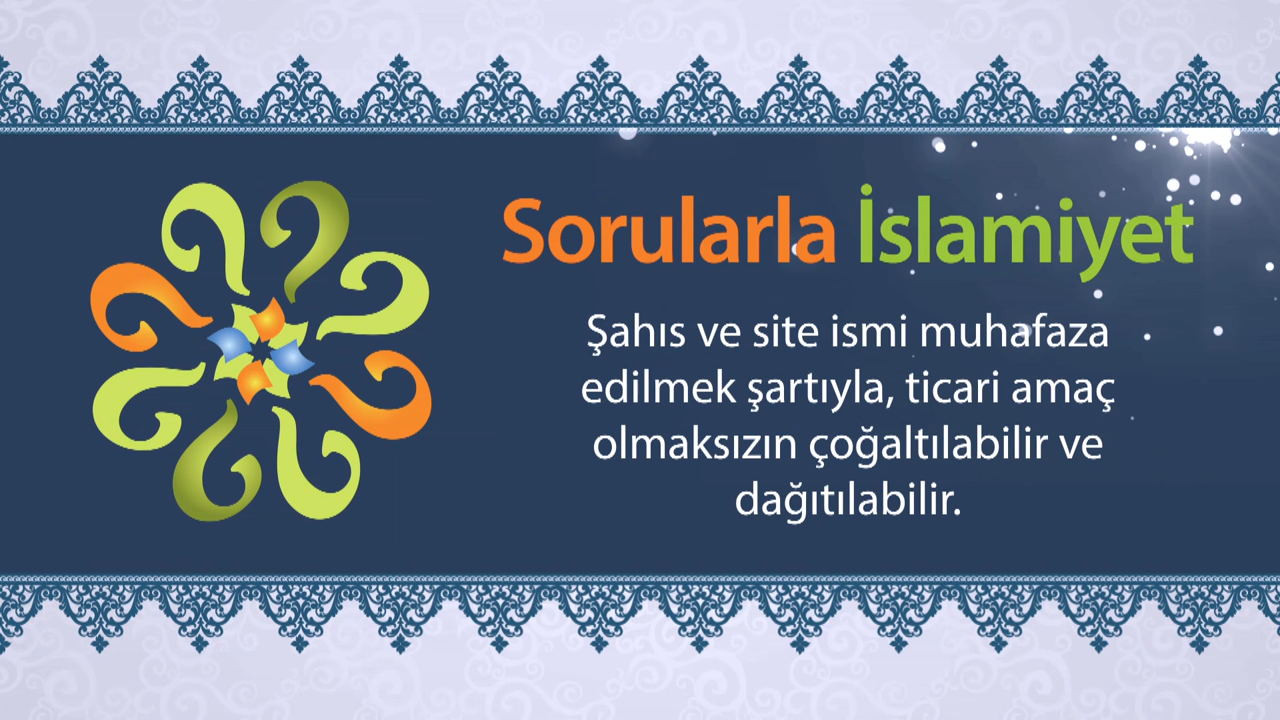 Sorularla İslamiyet
Şahıs ve site ismi muhafaza
edilmek şartıyla, ticari amaç
olmaksızın çoğaltılabilir ve
dağıtılabilir.